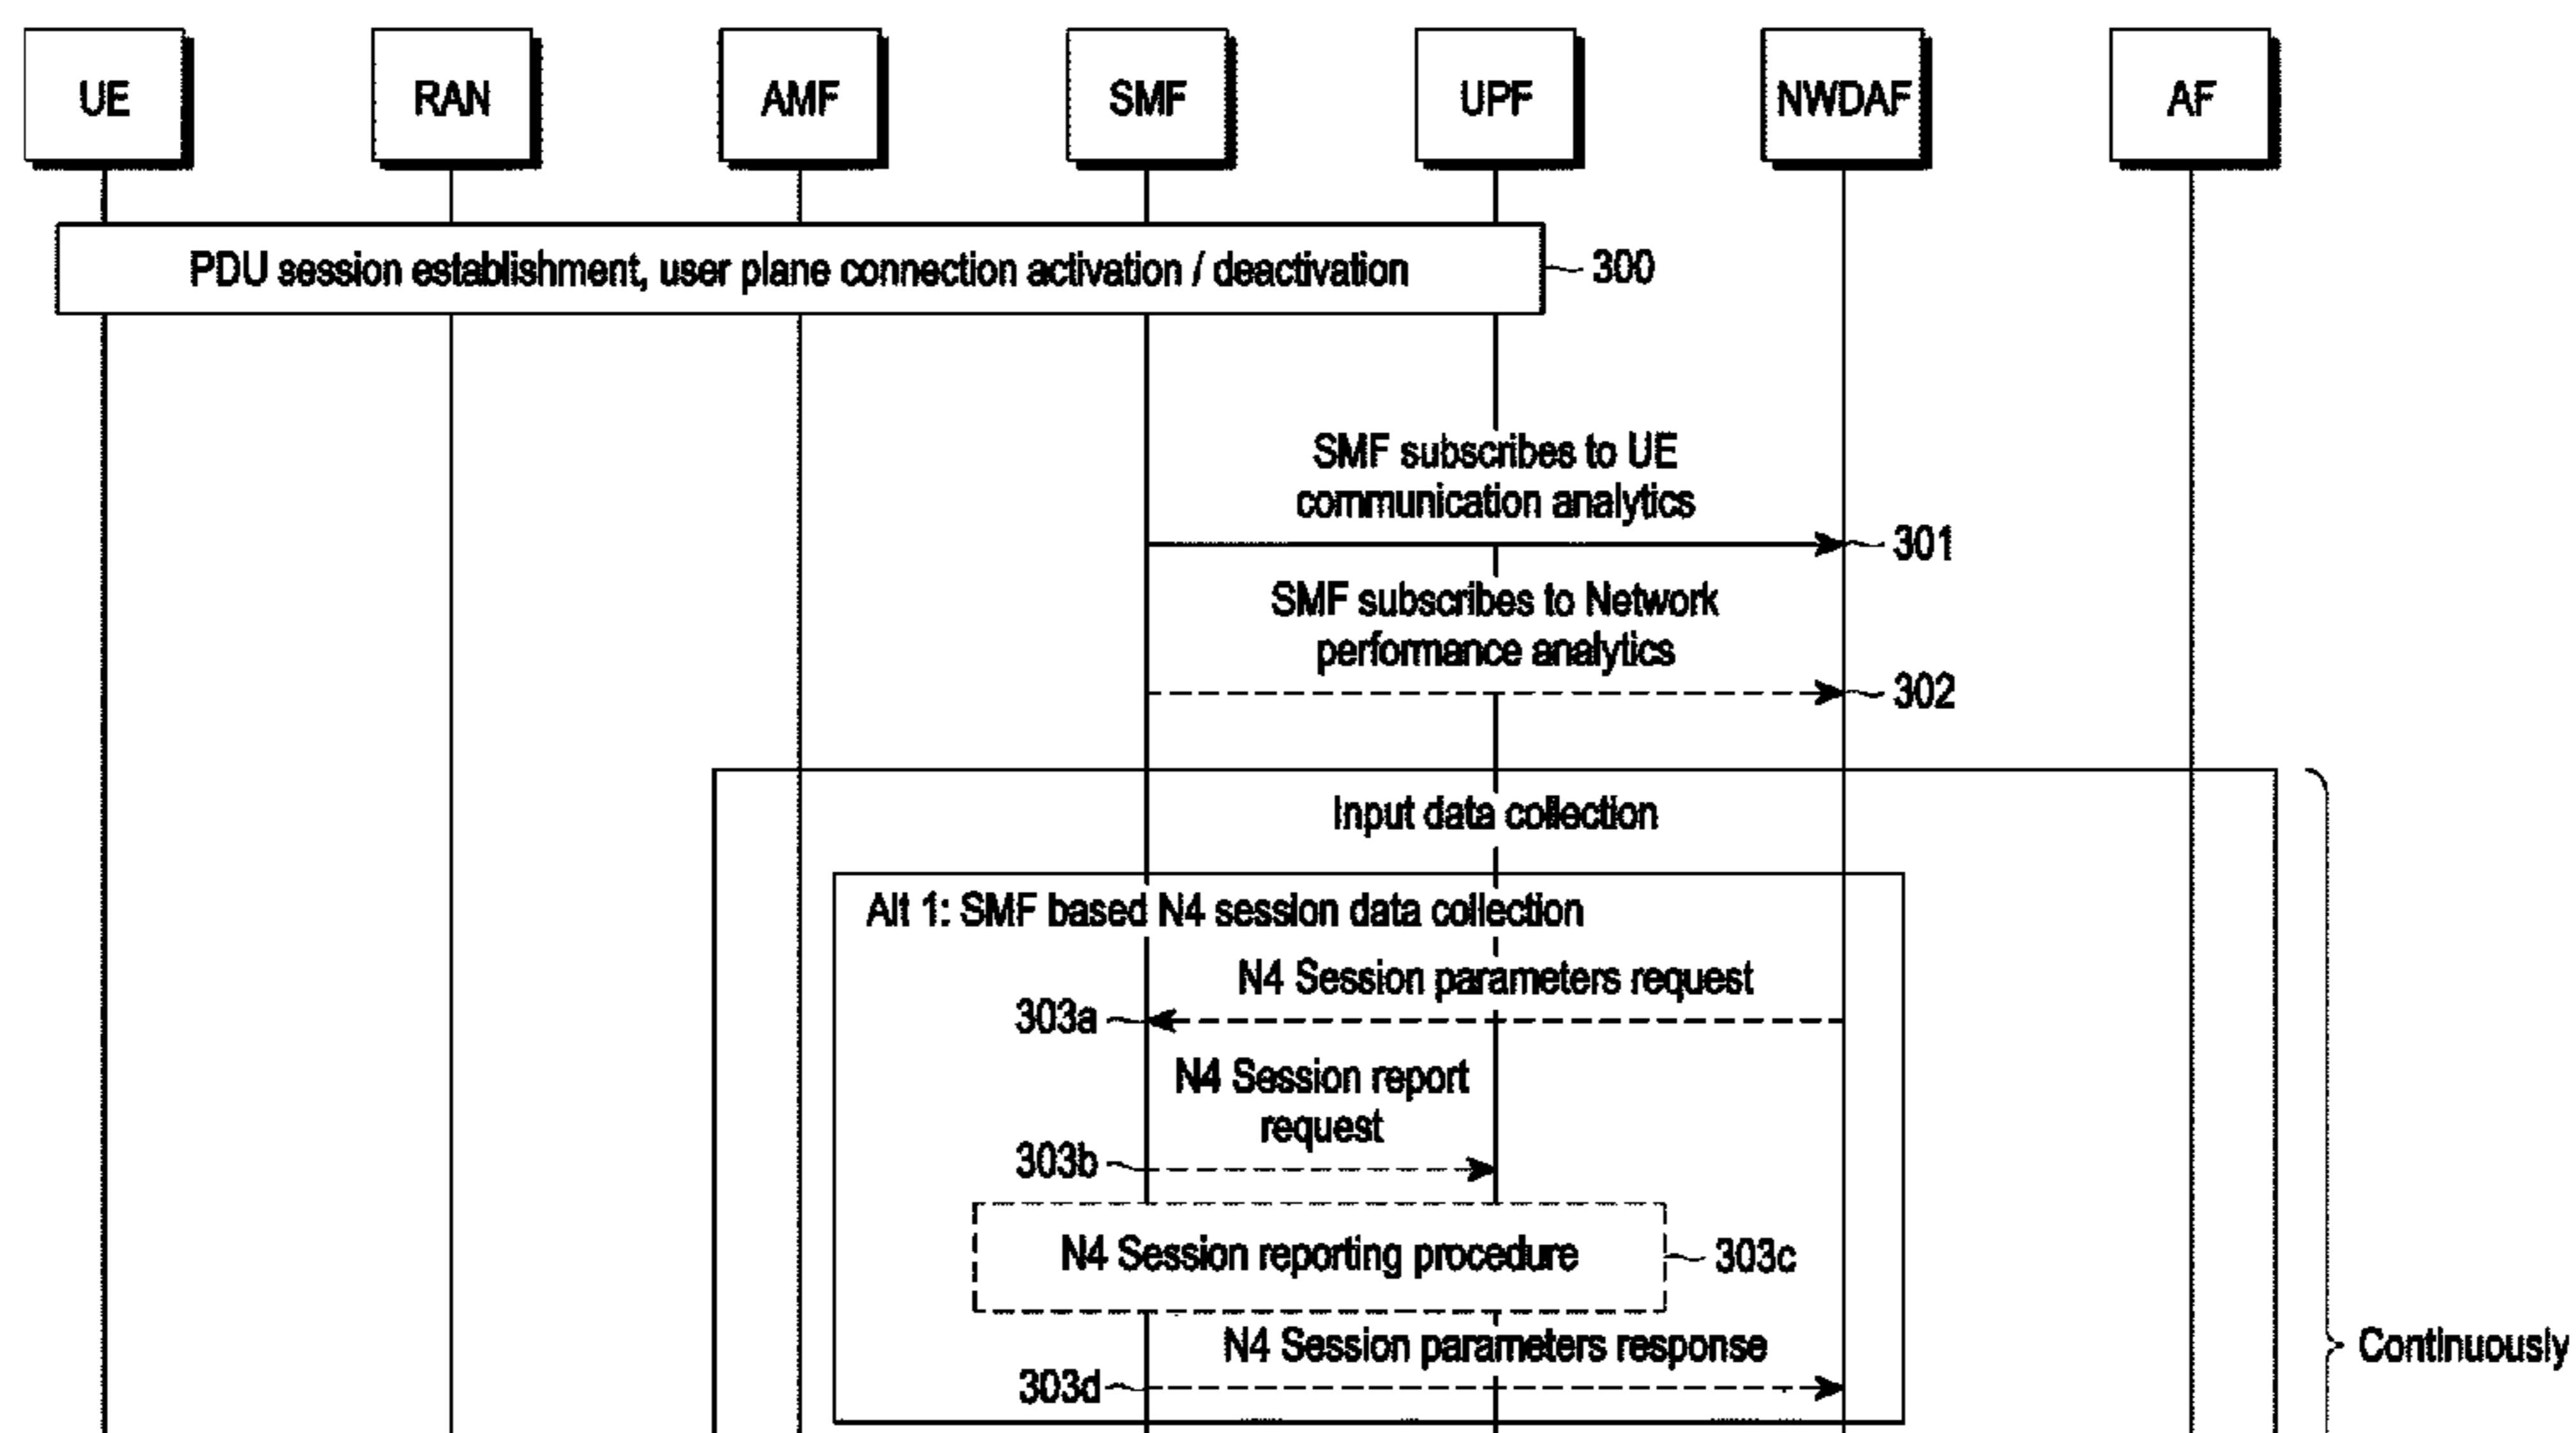 UE
RAN
AMF
SMF
UPF
NWDAF
AF
PDU session establishment, user plane connection activation / deactivation
300
SMF subscribes to UE
communication analytics
301
SMF subscribes to Network
performance analytics
302
Input data collection
Alt 1: SMF based N4 session data collection
N4 Session parameters request
303a
N4 Session report
request
303b
N4 Session reporting procedure
303c
N4 Session parameters response
303d
Continuously